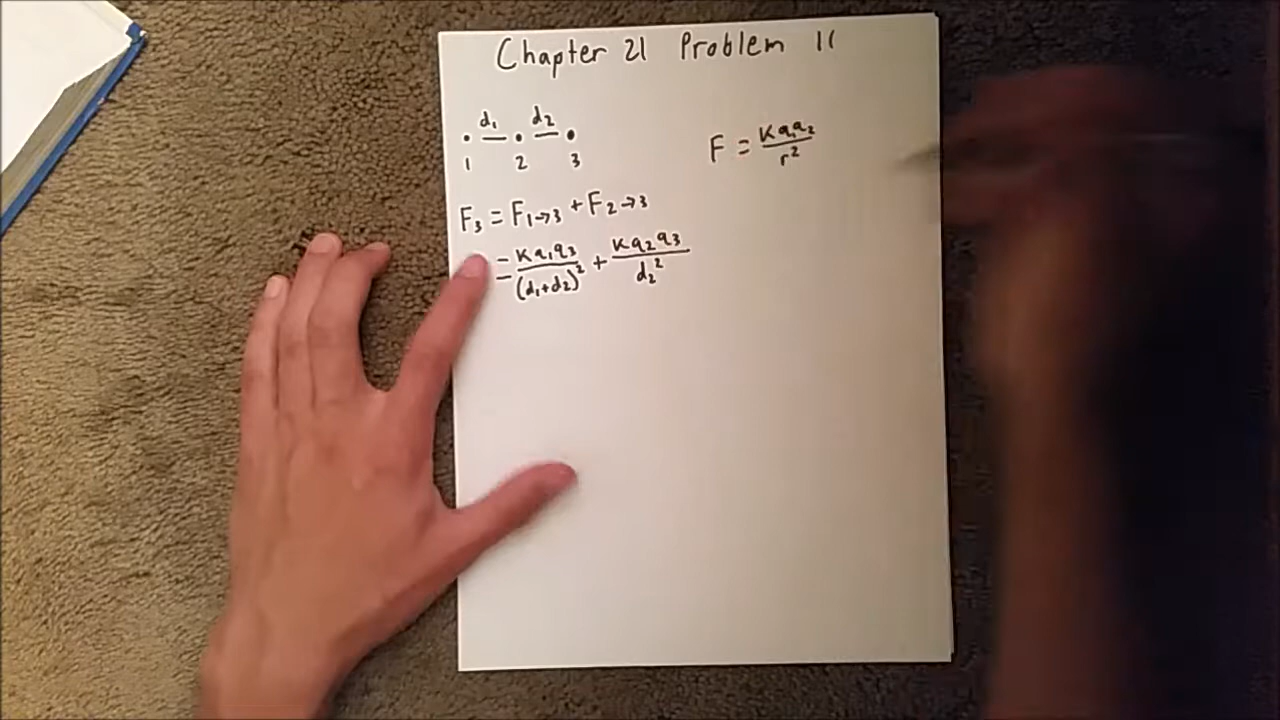 Chapter 21 Problem 11
d₁ d₂
1 2 3
F = Kq₁q₂/r²
F₃ = F₁→₃ + F₂→₃
= Kq₁q₃/(d₁+d₂)² + Kq₂q₃/d₂²